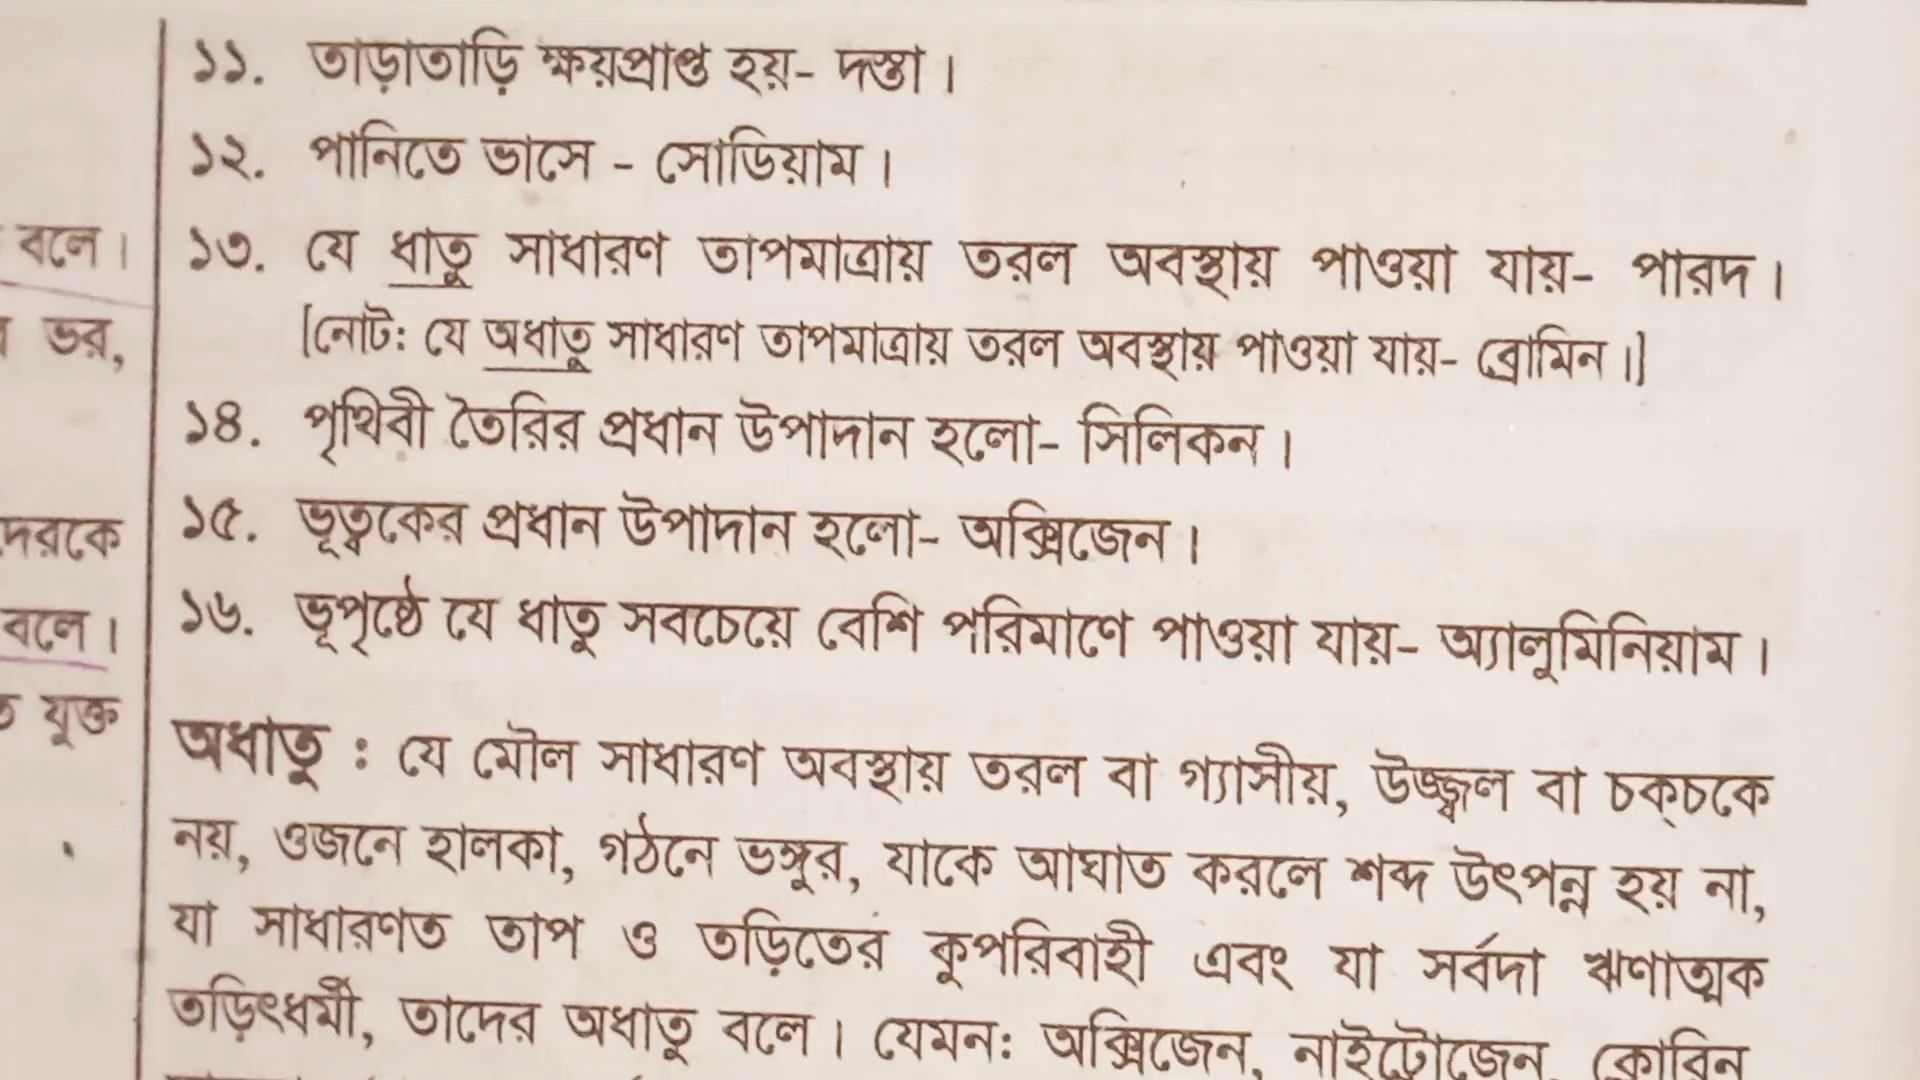 ১১. তাড়াতাড়ি ক্ষয়প্রাপ্ত হয়- দস্তা।
১২. পানিতে ভাসে - সোডিয়াম।
১৩. যে ধাতু সাধারণ তাপমাত্রায় তরল অবস্থায় পাওয়া যায়- পারদ।
[নোট: যে অধাতু সাধারণ তাপমাত্রায় তরল অবস্থায় পাওয়া যায়- ব্রোমিন।]
১৪. পৃথিবী তৈরির প্রধান উপাদান হলো- সিলিকন।
১৫. ভূত্বকের প্রধান উপাদান হলো- অক্সিজেন।
১৬. ভূপৃষ্ঠে যে ধাতু সবচেয়ে বেশি পরিমাণে পাওয়া যায়- অ্যালুমিনিয়াম।
অধাতু : যে মৌল সাধারণ অবস্থায় তরল বা গ্যাসীয়, উজ্জ্বল বা চক্‌চকে
নয়, ওজনে হালকা, গঠনে ভঙ্গুর, যাকে আঘাত করলে শব্দ উৎপন্ন হয় না,
যা সাধারণত তাপ ও তড়িতের কুপরিবাহী এবং যা সর্বদা ঋণাত্মক
তড়িৎধর্মী, তাদের অধাতু বলে। যেমন: অক্সিজেন, নাইট্রোজেন,
বলে।
ভর,
বলে।
যুক্ত